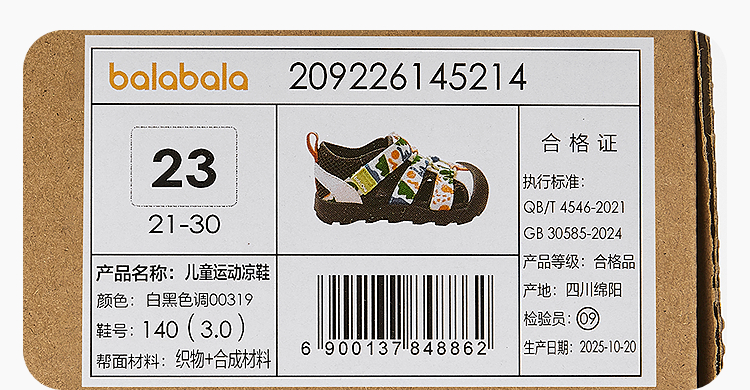 balabala 209226145214
23
21-30
合格证
执行标准：
QB/T 4546-2021
GB 30585-2024
产品等级：合格品
产地：四川绵阳
检验员：09
生产日期：2025-10-20
产品名称：儿童运动凉鞋
颜色：白黑色调00319
鞋号：140（3.0）
帮面材料：织物+合成材料
6 900137 848862